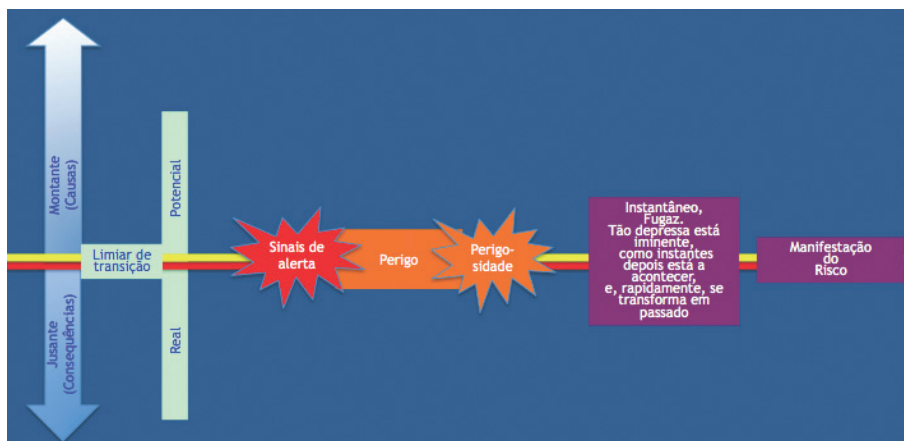 Montante
(Causas)
Jusante
(Consequências)
Limiar de
transição
Potencial
Real
Sinais de
alerta
Perigo
Perigo-
sidade
Instantâneo,
Fugaz.
Tão depressa está
iminente,
como instantes
depois está a
acontecer,
e, rapidamente, se
transforma em
passado
Manifestação
do
Risco